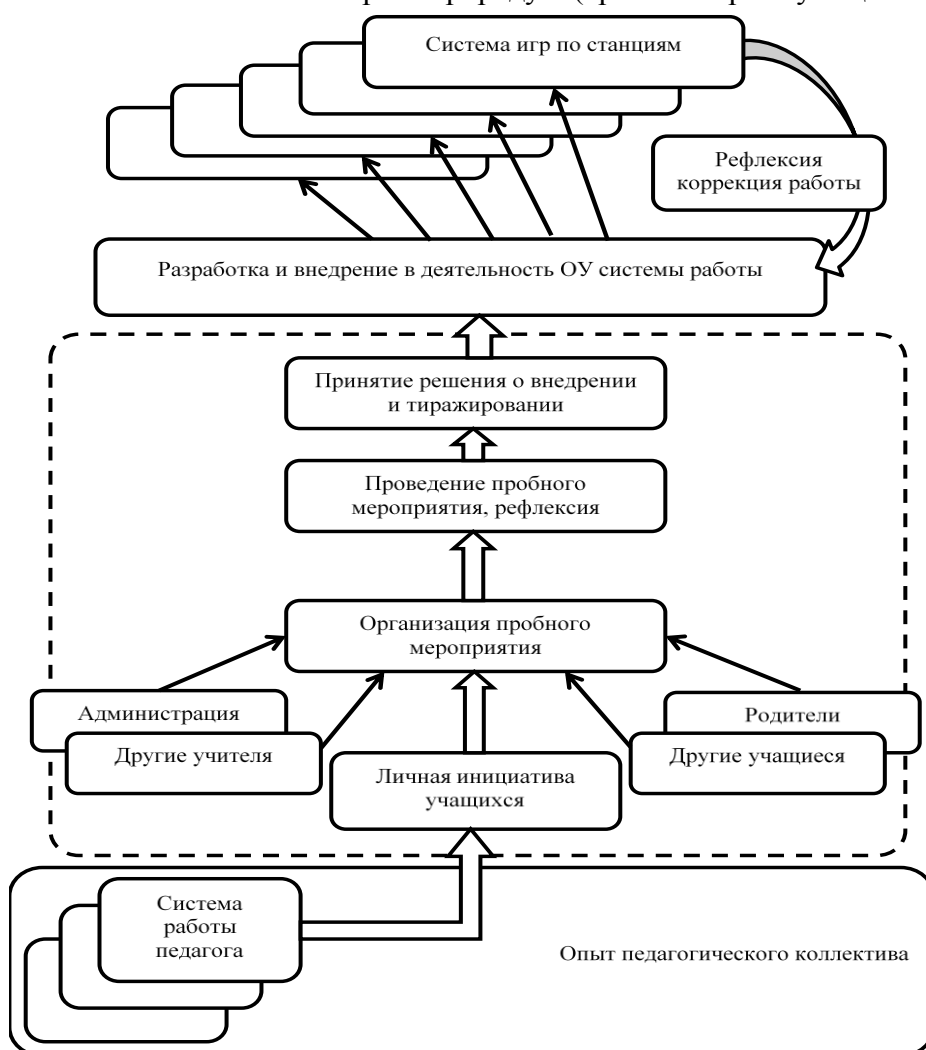 Система игр по станциям
Рефлексия
коррекция работы
Разработка и внедрение в деятельность ОУ системы работы
Принятие решения о внедрении
и тиражировании
Проведение пробного
мероприятия, рефлексия
Организация пробного
мероприятия
Администрация
Родители
Другие учителя
Другие учащиеся
Личная инициатива
учащихся
Система
работы
педагога
Опыт педагогического коллектива